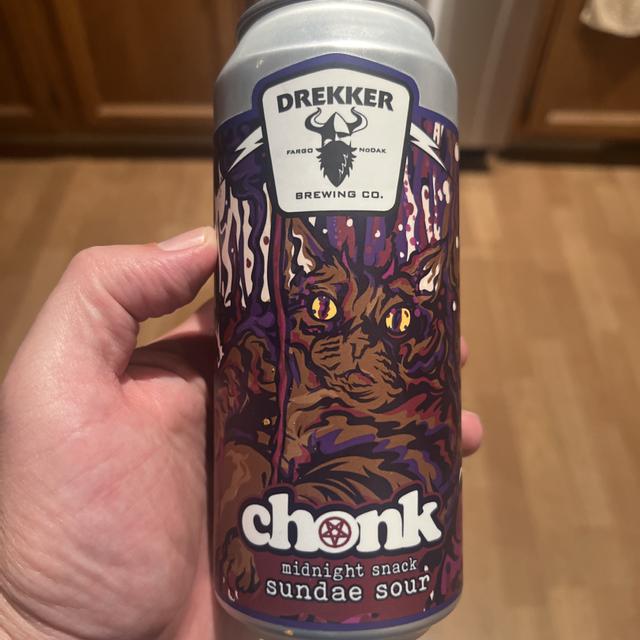 DREKKER
FARGO NoDAK
BREWING CO.
chonk
midnight snack
sundae sour